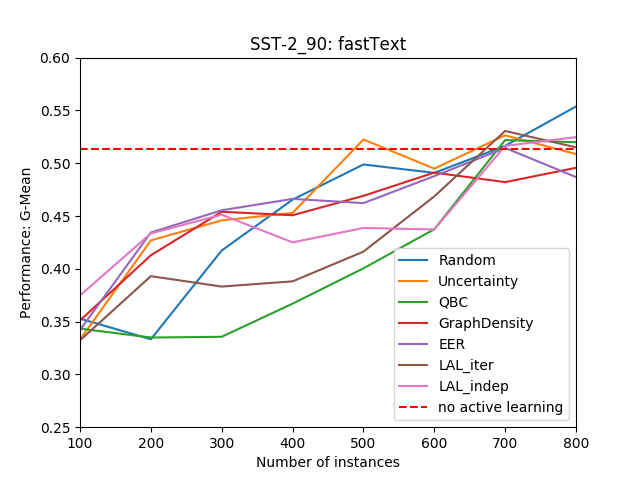 SST-2_90: fastText
0.60
0.55
0.50
0.45
0.40
0.35
0.30
0.25
Performance: G-Mean
100 200 300 400 500 600 700 800
Number of instances
Random
Uncertainty
QBC
GraphDensity
EER
LAL_iter
LAL_indep
no active learning